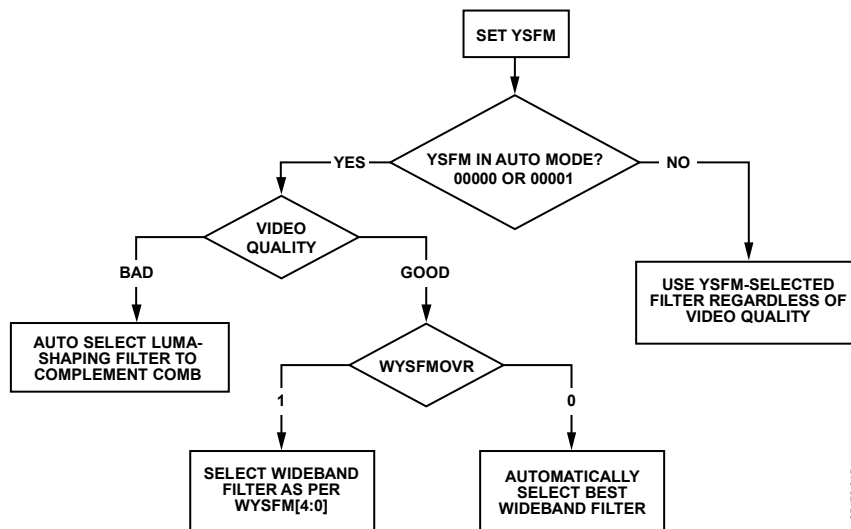 SET YSFM
YSFM IN AUTO MODE?
00000 OR 00001
YES
NO
VIDEO
QUALITY
BAD
GOOD
USE YSFM-SELECTED
FILTER REGARDLESS OF
VIDEO QUALITY
AUTO SELECT LUMA-
SHAPING FILTER TO
COMPLEMENT COMB
WYSFMOVR
1
0
SELECT WIDEBAND
FILTER AS PER
WYSFM[4:0]
AUTOMATICALLY
SELECT BEST
WIDEBAND FILTER